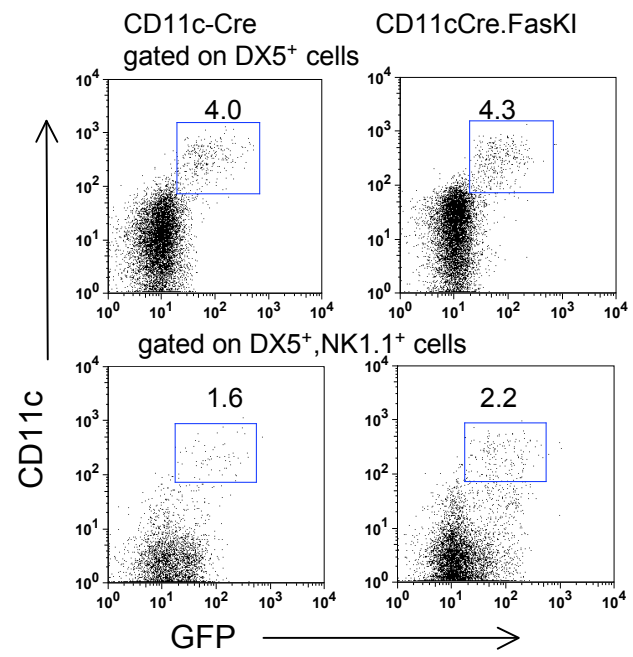 CD11c-Cre CD11cCre.FasKI
gated on DX5⁺ cells
10⁴ 10⁴
4.0 4.3
10³ 10³
10² 10²
10¹ 10¹
10⁰ 10⁰
10⁰ 10¹ 10² 10³ 10⁴ 10⁰ 10¹ 10² 10³ 10⁴
gated on DX5⁺,NK1.1⁺ cells
10⁴ 10⁴
1.6 2.2
10³ 10³
10² 10²
10¹ 10¹
10⁰ 10⁰
10⁰ 10¹ 10² 10³ 10⁴ 10⁰ 10¹ 10² 10³ 10⁴
CD11c
GFP